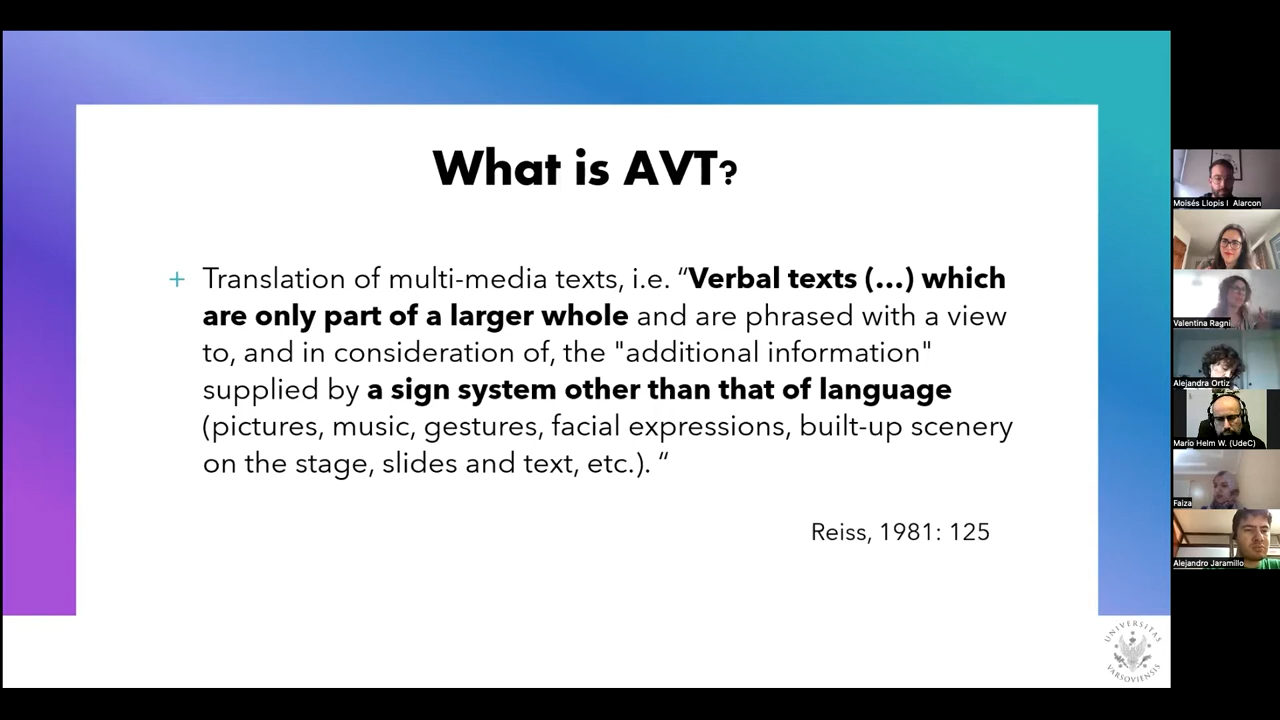 What is AVT?
+ Translation of multi-media texts, i.e. “Verbal texts (...) which
are only part of a larger whole and are phrased with a view
to, and in consideration of, the "additional information"
supplied by a sign system other than that of language
(pictures, music, gestures, facial expressions, built-up scenery
on the stage, slides and text, etc.). “
Reiss, 1981: 125
UNIVERSITAS
VARSOVIENSIS
Moisés Llopis I Alarcon
Valentina Ragni
Alejandra Ortiz
Mario Helm W. (UdeC)
Faiza
Alejandro Jaramillo